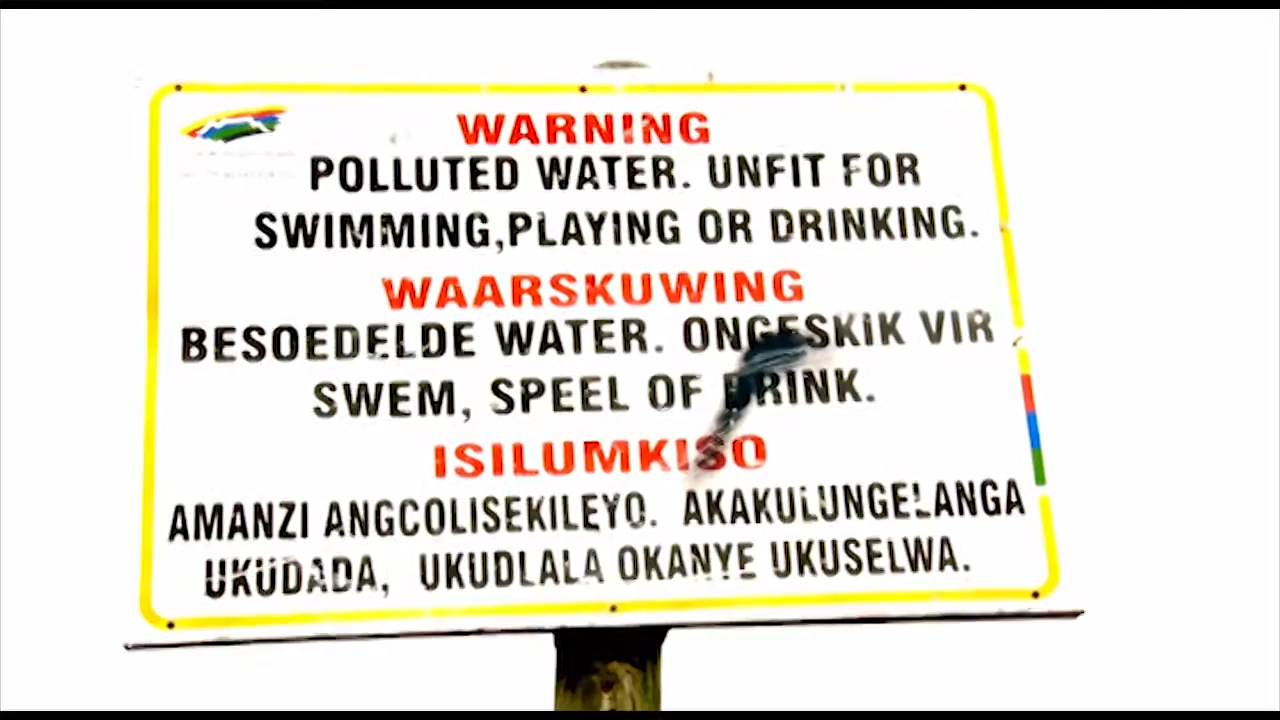 WARNING
POLLUTED WATER. UNFIT FOR
SWIMMING,PLAYING OR DRINKING.
WAARSKUWING
BESOEDELDE WATER. ONGESKIK VIR
SWEM, SPEEL OF DRINK.
ISILUMKISO
AMANZI ANGCOLISEKILEYO. AKAKULUNGELANGA
UKUDADA, UKUDLALA OKANYE UKUSELWA.